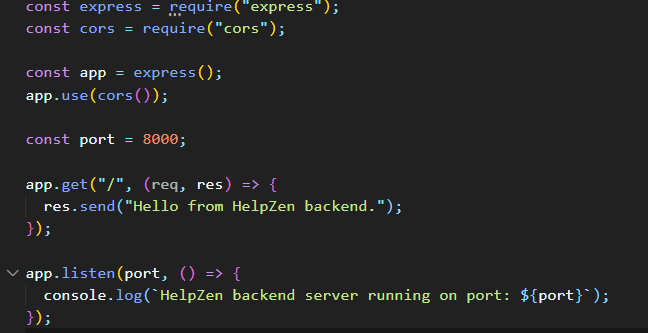 const express = require("express");
const cors = require("cors");
const app = express();
app.use(cors());
const port = 8000;
app.get("/", (req, res) => {
res.send("Hello from HelpZen backend.");
});
app.listen(port, () => {
console.log(`HelpZen backend server running on port: ${port}`);
});